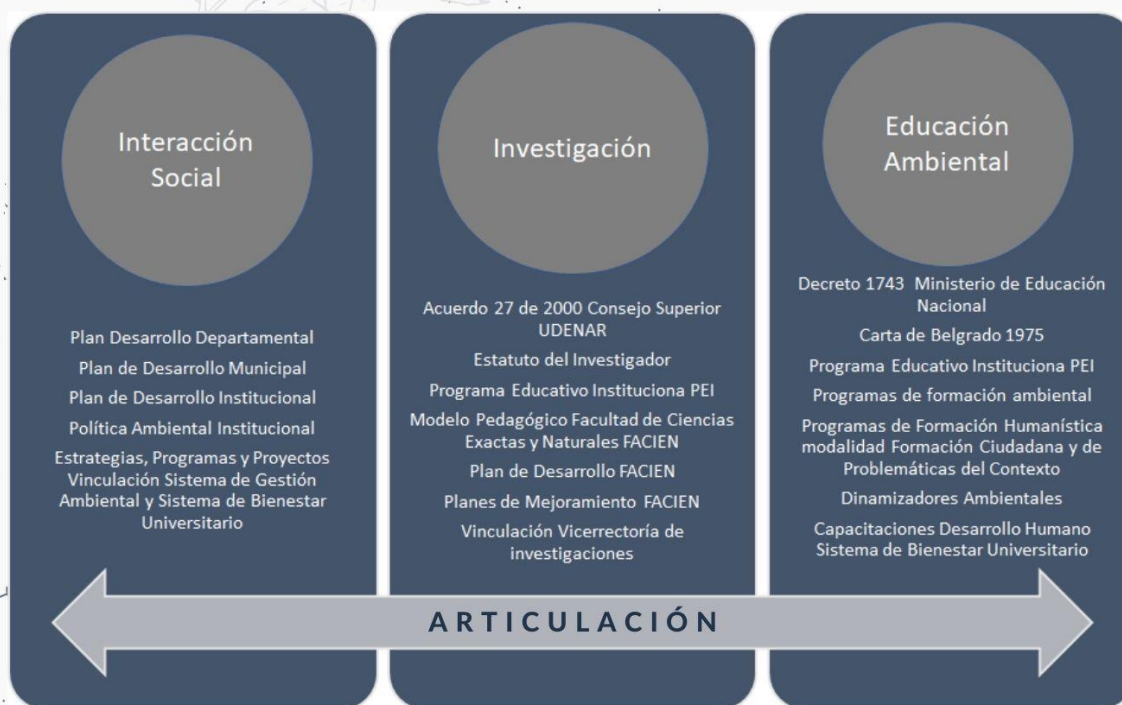 Interacción
Social
Plan Desarrollo Departamental
Plan de Desarrollo Municipal
Plan de Desarrollo Institucional
Política Ambiental Institucional
Estrategias, Programas y Proyectos
Vinculación Sistema de Gestión
Ambiental y Sistema de Bienestar
Universitario
Investigación
Acuerdo 27 de 2000 Consejo Superior
UDENAR
Estatuto del Investigador
Programa Educativo Instituciona PEI
Modelo Pedagógico Facultad de Ciencias
Exactas y Naturales FACIEN
Plan de Desarrollo FACIEN
Planes de Mejoramiento FACIEN
Vinculación Vicerrectoría de
investigaciones
Educación
Ambiental
Decreto 1743 Ministerio de Educación
Nacional
Carta de Belgrado 1975
Programa Educativo Instituciona PEI
Programas de formación ambiental
Programas de Formación Humanística
modalidad Formación Ciudadana y de
Problemáticas del Contexto
Dinamizadores Ambientales
Capacitaciones Desarrollo Humano
Sistema de Bienestar Universitario
ARTICULACIÓN